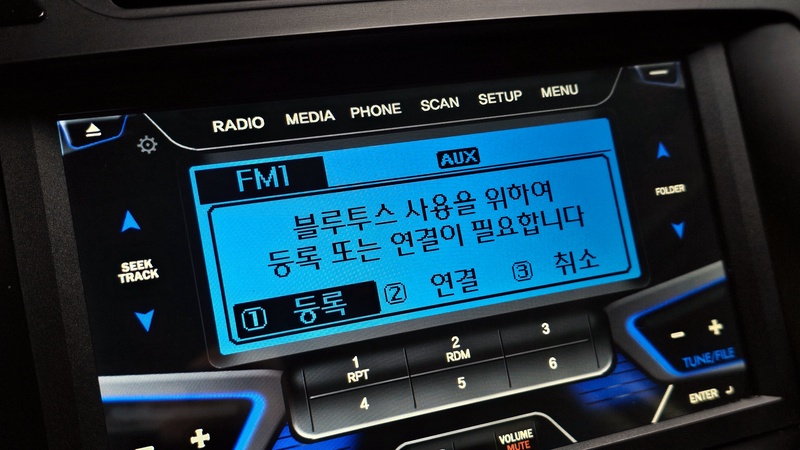 RADIO MEDIA PHONE SCAN SETUP MENU
FM1 AUX
블루투스 사용을 위하여
등록 또는 연결이 필요합니다
1 등록 2 연결 3 취소
SEEK
TRACK
FOLDER
1 2 3
RPT RDM
4 5 6
- +
TUNE/FILE
ENTER
- +
VOLUME
MUTE